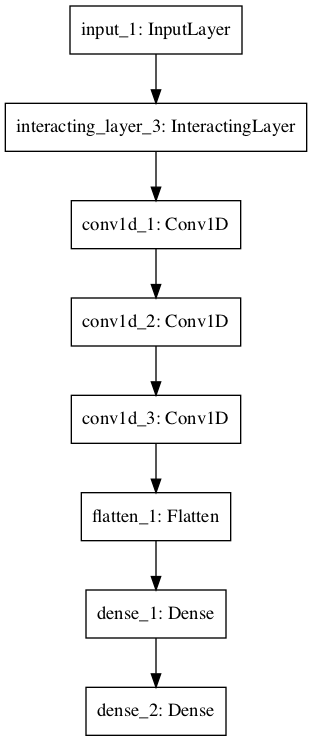 input_1: InputLayer
interacting_layer_3: InteractingLayer
conv1d_1: Conv1D
conv1d_2: Conv1D
conv1d_3: Conv1D
flatten_1: Flatten
dense_1: Dense
dense_2: Dense